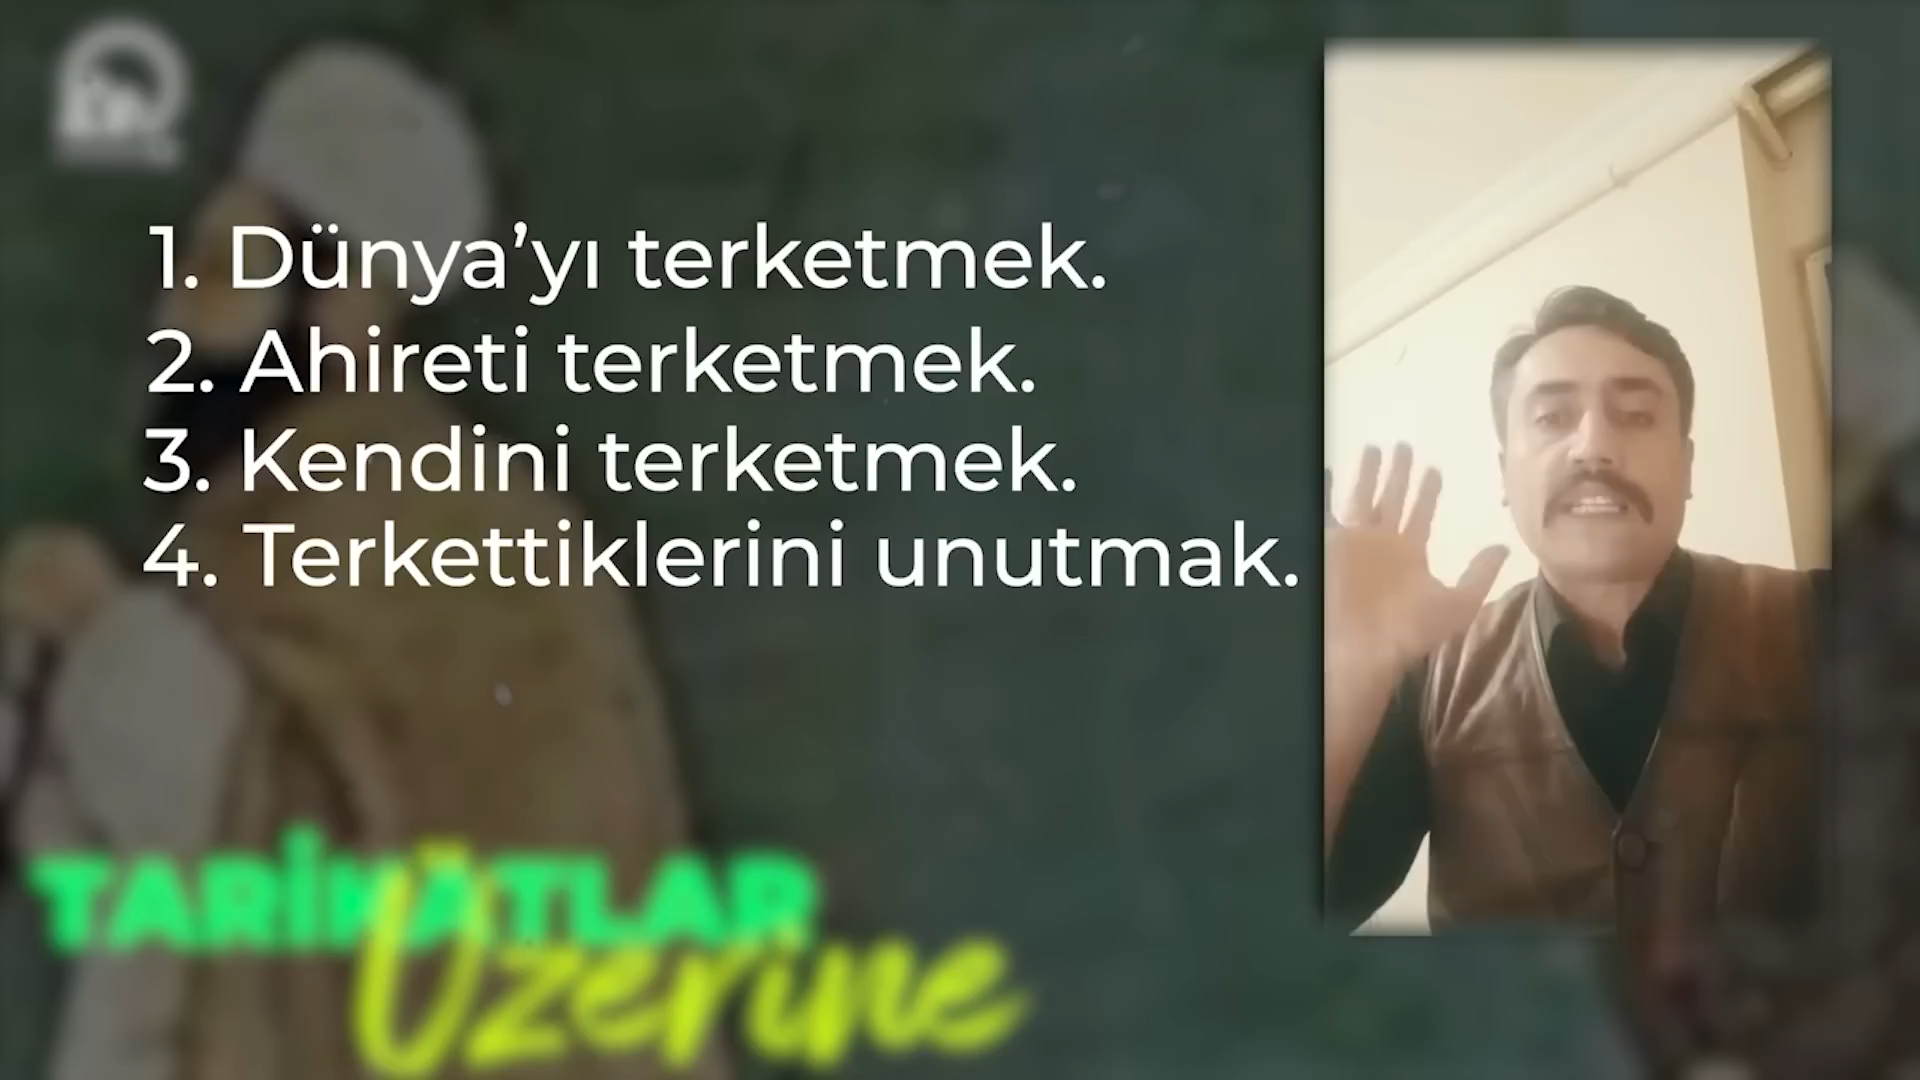 1. Dünya’yı terketmek.
2. Ahireti terketmek.
3. Kendini terketmek.
4. Terkettiklerini unutmak.
TARİKATLAR
Üzerine